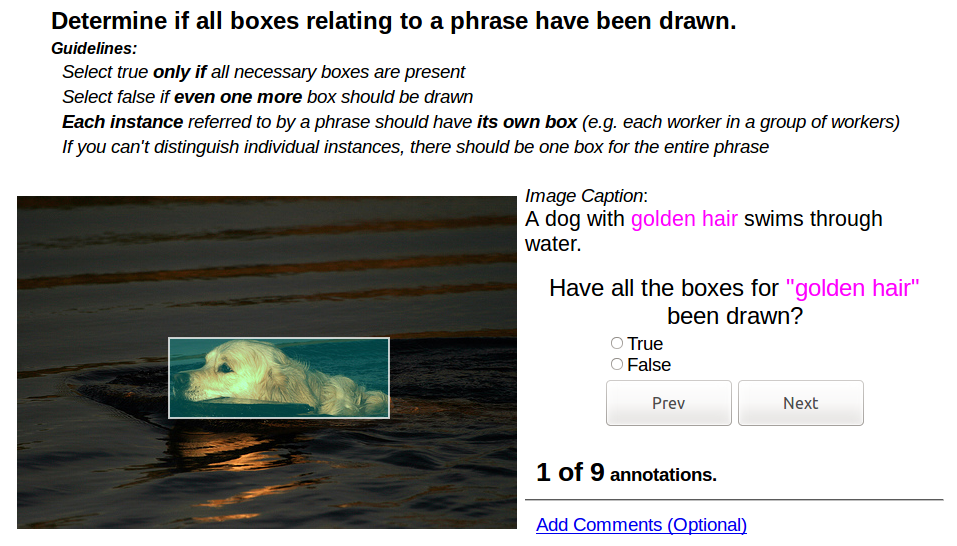 Determine if all boxes relating to a phrase have been drawn.
Guidelines:
Select true only if all necessary boxes are present
Select false if even one more box should be drawn
Each instance referred to by a phrase should have its own box (e.g. each worker in a group of workers)
If you can't distinguish individual instances, there should be one box for the entire phrase
Image Caption:
A dog with golden hair swims through
water.
Have all the boxes for "golden hair"
been drawn?
True
False
Prev Next
1 of 9 annotations.
Add Comments (Optional)